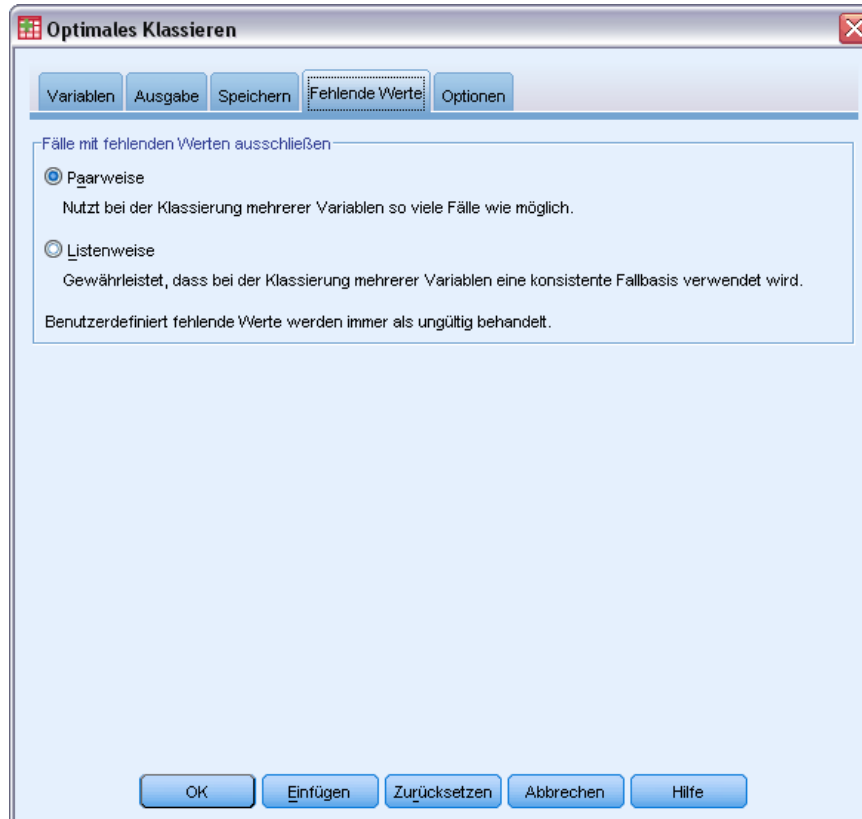 Optimales Klassieren
Variablen Ausgabe Speichern Fehlende Werte Optionen
Fälle mit fehlenden Werten ausschließen
Paarweise
Nutzt bei der Klassierung mehrerer Variablen so viele Fälle wie möglich.
Listenweise
Gewährleistet, dass bei der Klassierung mehrerer Variablen eine konsistente Fallbasis verwendet wird.
Benutzerdefiniert fehlende Werte werden immer als ungültig behandelt.
OK Einfügen Zurücksetzen Abbrechen Hilfe